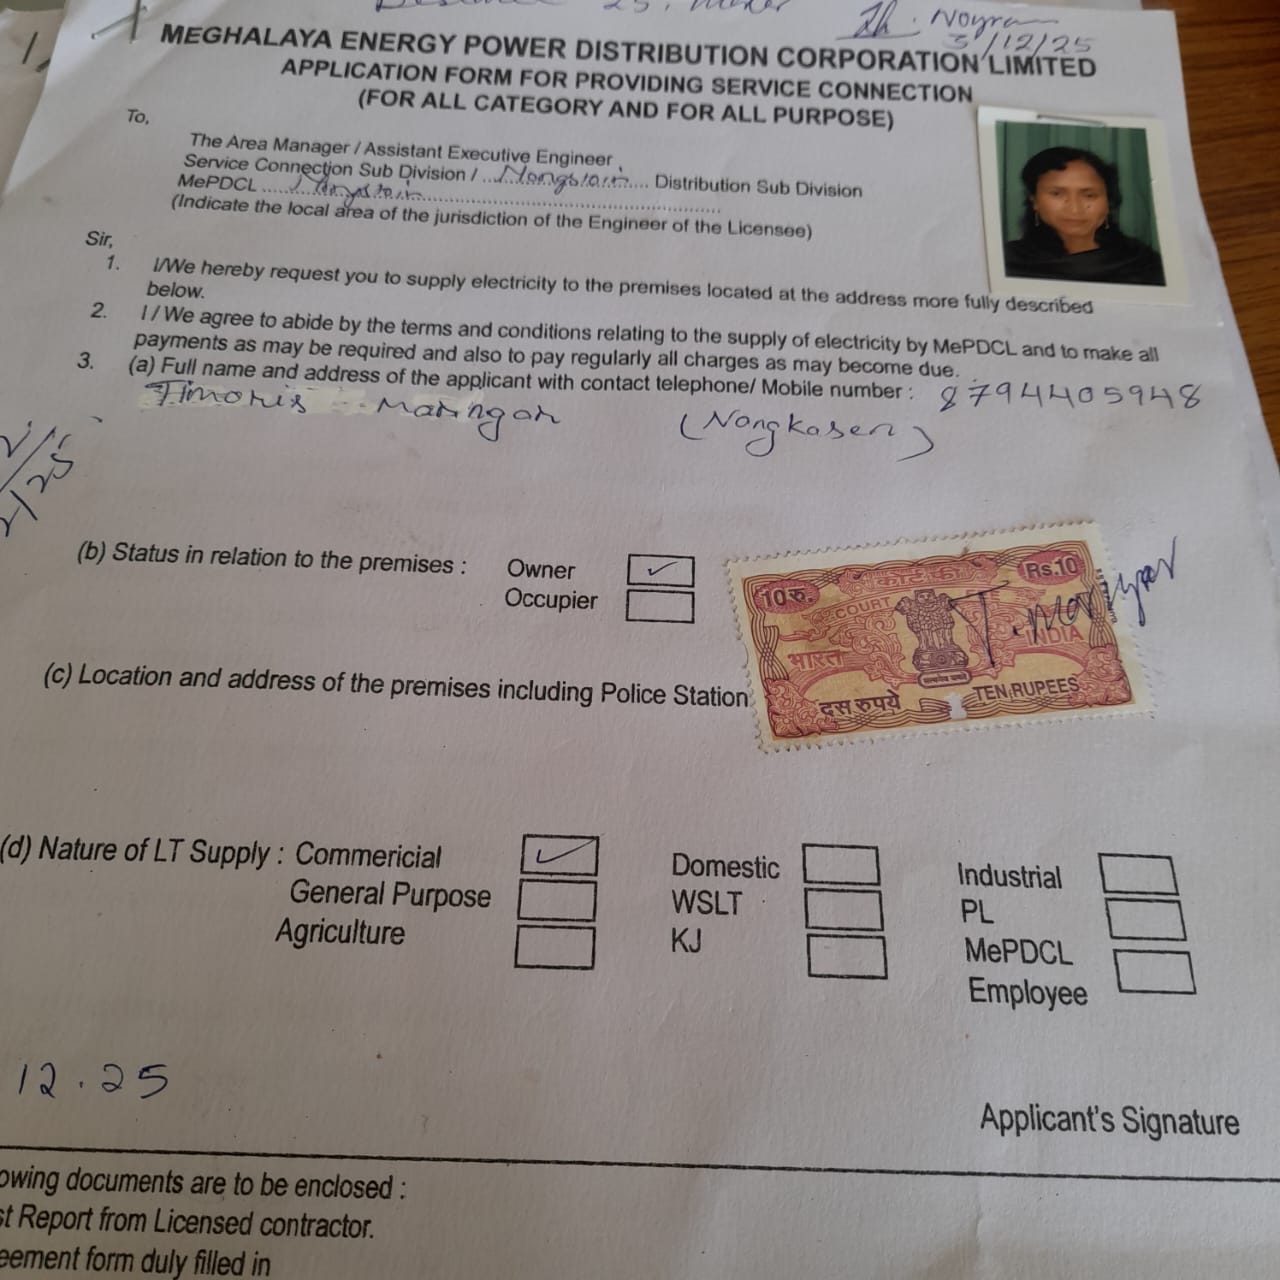 25.
3/12/25
MEGHALAYA ENERGY POWER DISTRIBUTION CORPORATION LIMITED
APPLICATION FORM FOR PROVIDING SERVICE CONNECTION
(FOR ALL CATEGORY AND FOR ALL PURPOSE)
To,
The Area Manager / Assistant Executive Engineer
Service Connection Sub Division / ...Nongstoin.... Distribution Sub Division
MePDCL .....Nongstoin.....
(Indicate the local area of the jurisdiction of the Engineer of the Licensee)
Sir,
1. I/We hereby request you to supply electricity to the premises located at the address more fully described
below.
2. I / We agree to abide by the terms and conditions relating to the supply of electricity by MePDCL and to make all
payments as may be required and also to pay regularly all charges as may become due.
3. (a) Full name and address of the applicant with contact telephone/ Mobile number : 8794405948
Timoris Maringar (Nongkasen)
(b) Status in relation to the premises : Owner ✓
Occupier
10रु. कोर्ट फी Rs.10
COURT
भारत INDIA
दस रुपये TEN RUPEES
(c) Location and address of the premises including Police Station
(d) Nature of LT Supply : Commericial ✓ Domestic Industrial
General Purpose WSLT PL
Agriculture KJ MePDCL
Employee
12.25
Applicant's Signature
owing documents are to be enclosed :
st Report from Licensed contractor.
eement form duly filled in